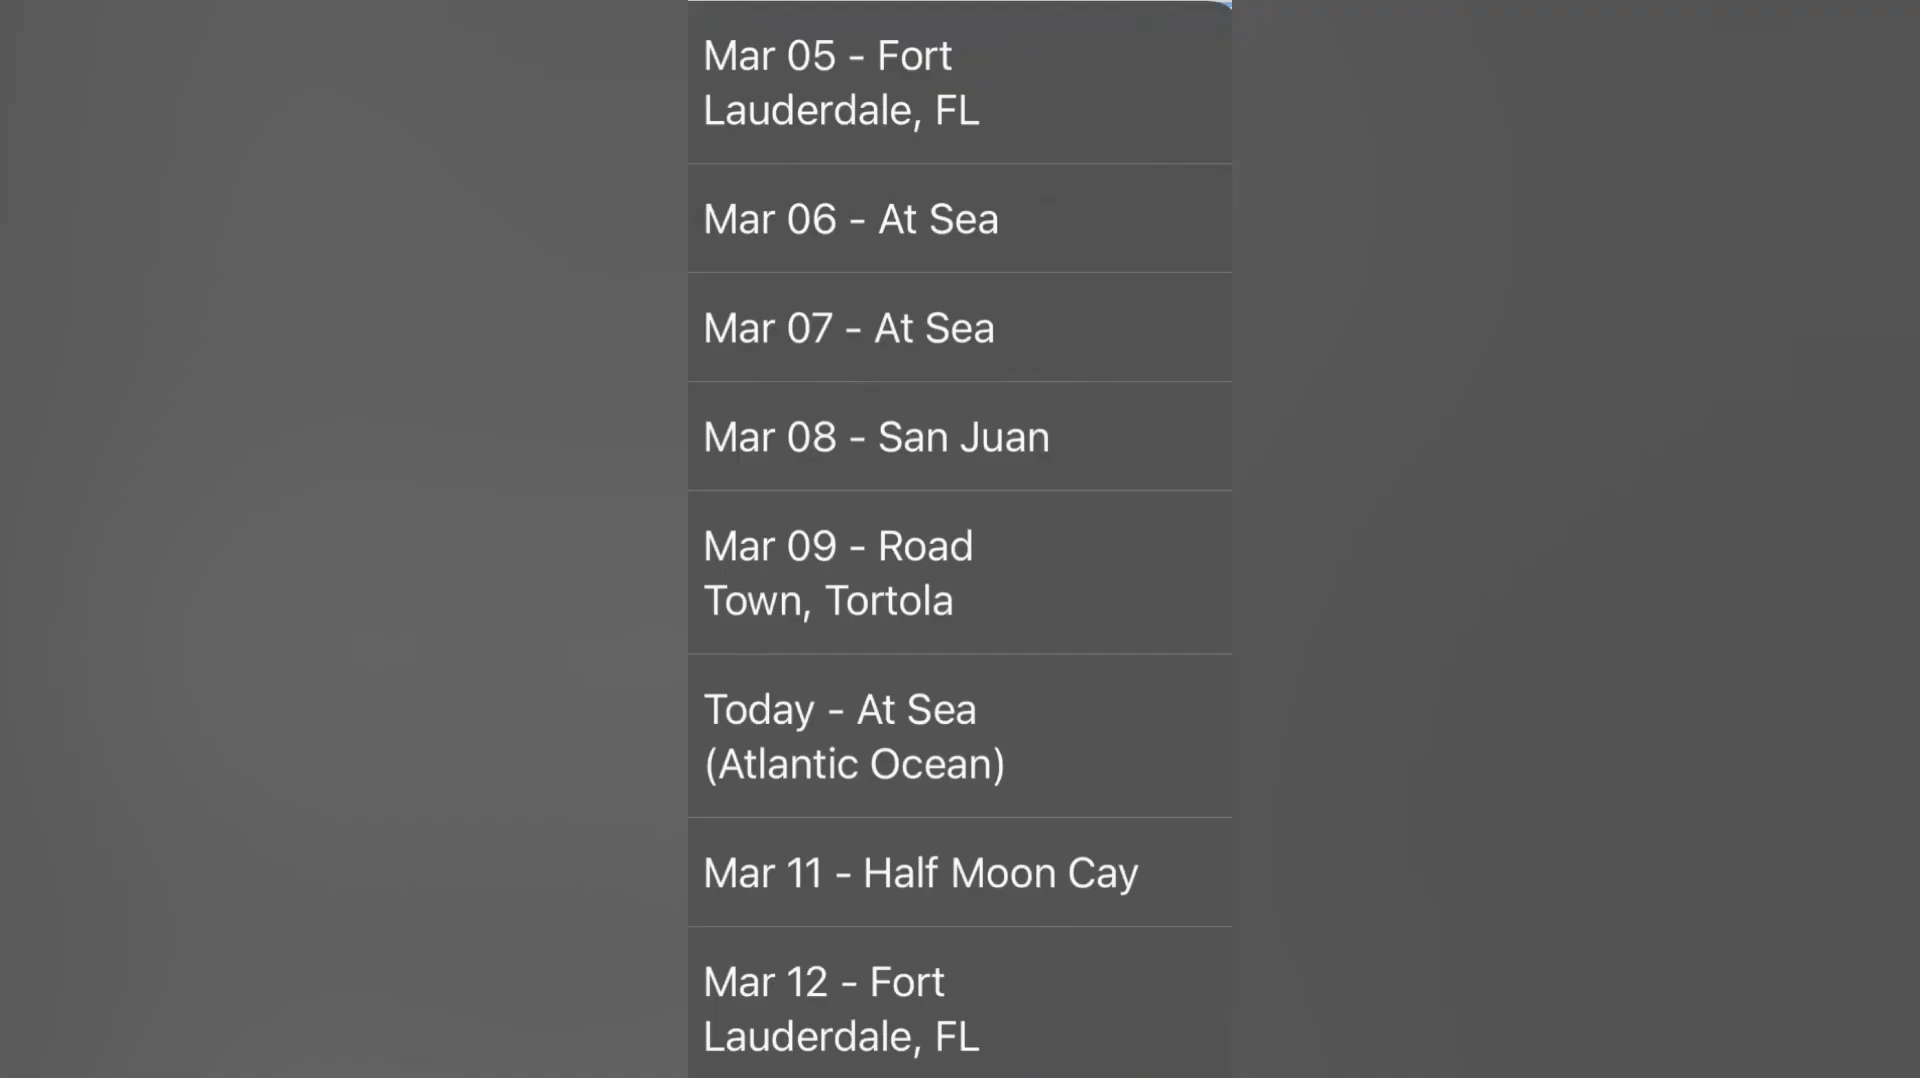 Mar 05 - Fort
Lauderdale, FL
Mar 06 - At Sea
Mar 07 - At Sea
Mar 08 - San Juan
Mar 09 - Road
Town, Tortola
Today - At Sea
(Atlantic Ocean)
Mar 11 - Half Moon Cay
Mar 12 - Fort
Lauderdale, FL